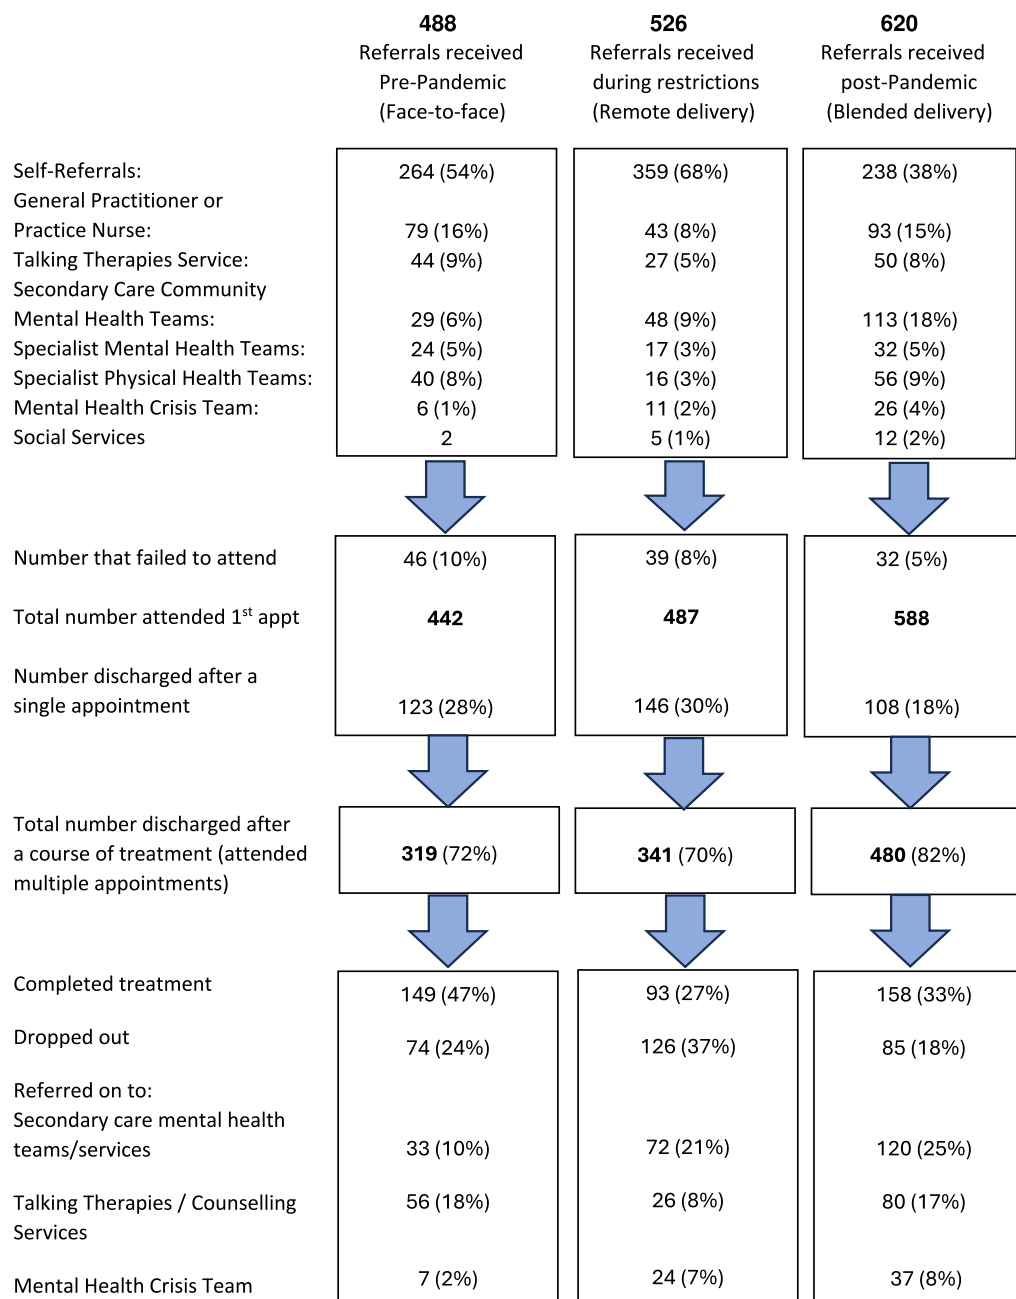 488 526 620
Referrals received Referrals received Referrals received
Pre-Pandemic during restrictions post-Pandemic
(Face-to-face) (Remote delivery) (Blended delivery)
Self-Referrals: 264 (54%) 359 (68%) 238 (38%)
General Practitioner or
Practice Nurse: 79 (16%) 43 (8%) 93 (15%)
Talking Therapies Service: 44 (9%) 27 (5%) 50 (8%)
Secondary Care Community
Mental Health Teams: 29 (6%) 48 (9%) 113 (18%)
Specialist Mental Health Teams: 24 (5%) 17 (3%) 32 (5%)
Specialist Physical Health Teams: 40 (8%) 16 (3%) 56 (9%)
Mental Health Crisis Team: 6 (1%) 11 (2%) 26 (4%)
Social Services 2 5 (1%) 12 (2%)
Number that failed to attend 46 (10%) 39 (8%) 32 (5%)
Total number attended 1st appt 442 487 588
Number discharged after a
single appointment 123 (28%) 146 (30%) 108 (18%)
Total number discharged after
a course of treatment (attended 319 (72%) 341 (70%) 480 (82%)
multiple appointments)
Completed treatment 149 (47%) 93 (27%) 158 (33%)
Dropped out 74 (24%) 126 (37%) 85 (18%)
Referred on to:
Secondary care mental health
teams/services 33 (10%) 72 (21%) 120 (25%)
Talking Therapies / Counselling 56 (18%) 26 (8%) 80 (17%)
Services
Mental Health Crisis Team 7 (2%) 24 (7%) 37 (8%)